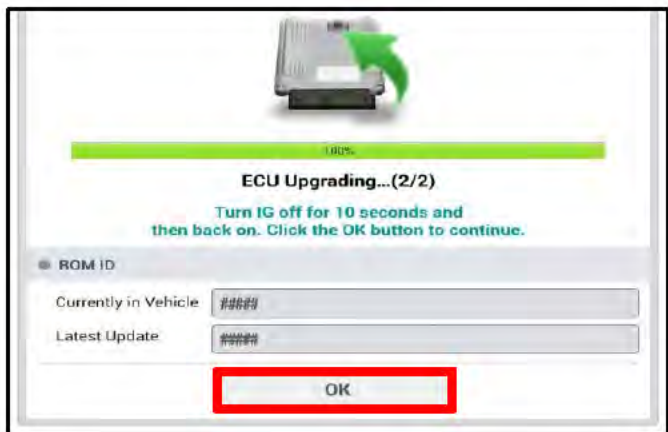 100%
ECU Upgrading...(2/2)
Turn IG off for 10 seconds and
then back on. Click the OK button to continue.
ROM ID
Currently in Vehicle #####
Latest Update #####
OK